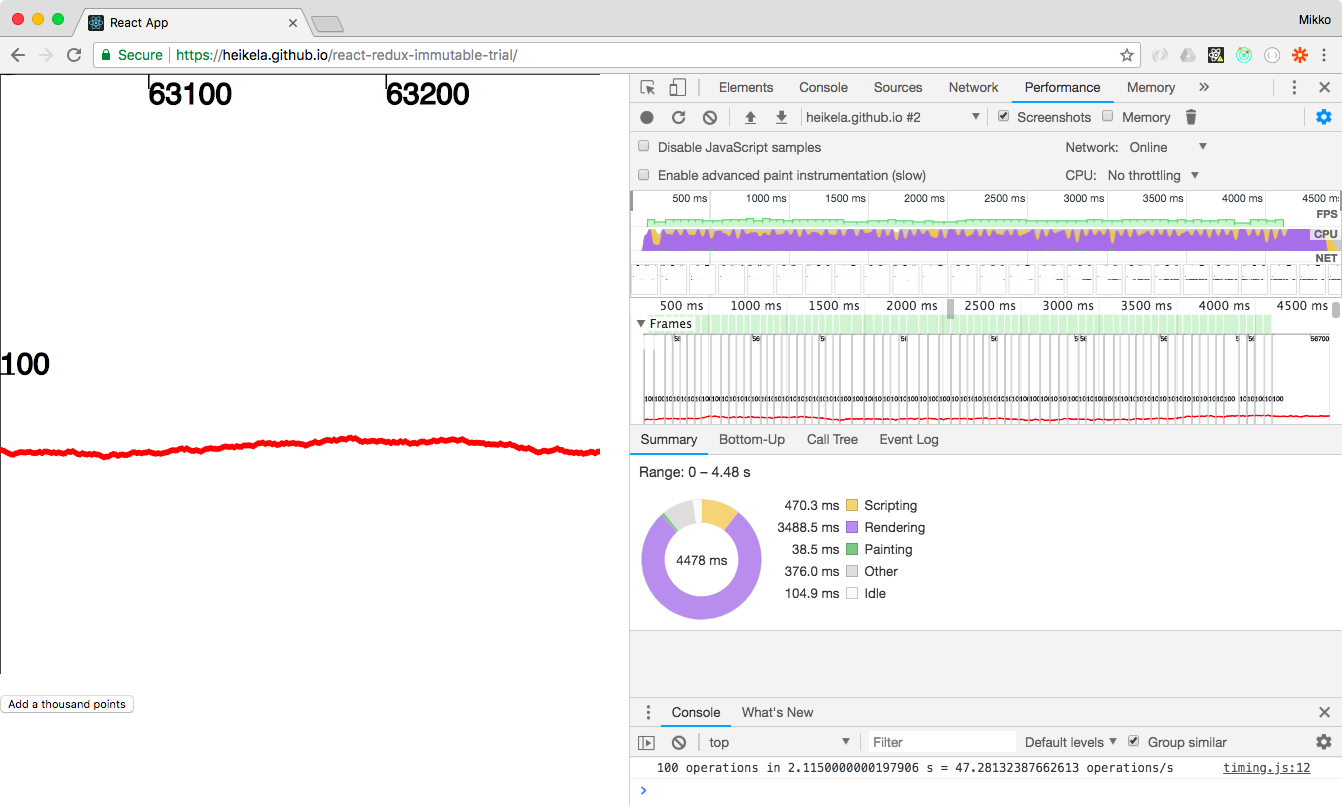 React App
Mikko
Secure https://heikela.github.io/react-redux-immutable-trial/
63100 63200
100
Add a thousand points
Elements Console Sources Network Performance Memory
heikela.github.io #2 Screenshots Memory
Disable JavaScript samples Network: Online
Enable advanced paint instrumentation (slow) CPU: No throttling
500 ms 1000 ms 1500 ms 2000 ms 2500 ms 3000 ms 3500 ms 4000 ms 4500 ms
FPS
CPU
NET
500 ms 1000 ms 1500 ms 2000 ms 2500 ms 3000 ms 3500 ms 4000 ms 4500 ms
Frames
56700
Summary Bottom-Up Call Tree Event Log
Range: 0 – 4.48 s
470.3 ms Scripting
3488.5 ms Rendering
38.5 ms Painting
376.0 ms Other
104.9 ms Idle
4478 ms
Console What's New
top Filter Default levels Group similar
100 operations in 2.1150000000197906 s = 47.28132387662613 operations/s timing.js:12